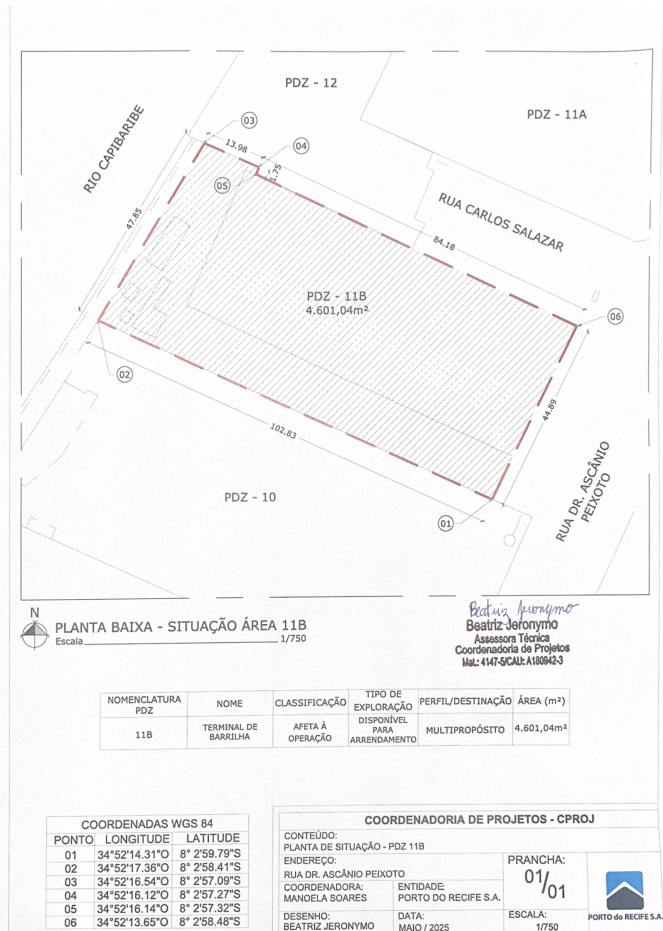 PDZ - 12
PDZ - 11A
RIO CAPIBARIBE
03
13.98
04
05
1.75
RUA CARLOS SALAZAR
47.85
84.18
PDZ - 11B
4.601,04m²
06
02
44.89
102.83
PDZ - 10
RUA DR. ASCÂNIO
PEIXOTO
01
N
PLANTA BAIXA - SITUAÇÃO ÁREA 11B
Escala 1/750
Beatriz Jeronymo
Beatriz Jeronymo
Assessora Técnica
Coordenadoria de Projetos
Mat.: 4147-5/CAU: A180942-3
NOMENCLATURA PDZ NOME CLASSIFICAÇÃO TIPO DE EXPLORAÇÃO PERFIL/DESTINAÇÃO ÁREA (m²)
11B TERMINAL DE BARRILHA AFETA À OPERAÇÃO DISPONÍVEL PARA ARRENDAMENTO MULTIPROPÓSITO 4.601,04m²
COORDENADAS WGS 84
PONTO LONGITUDE LATITUDE
01 34°52'14.31"O 8° 2'59.79"S
02 34°52'17.36"O 8° 2'58.41"S
03 34°52'16.54"O 8° 2'57.09"S
04 34°52'16.12"O 8° 2'57.27"S
05 34°52'16.14"O 8° 2'57.32"S
06 34°52'13.65"O 8° 2'58.48"S
COORDENADORIA DE PROJETOS - CPROJ
CONTEÚDO:
PLANTA DE SITUAÇÃO - PDZ 11B
ENDEREÇO:
RUA DR. ASCÂNIO PEIXOTO
PRANCHA:
01/01
COORDENADORA:
MANOELA SOARES
ENTIDADE:
PORTO DO RECIFE S.A.
DESENHO:
BEATRIZ JERONYMO
DATA:
MAIO / 2025
ESCALA:
1/750
PORTO do RECIFE S.A.